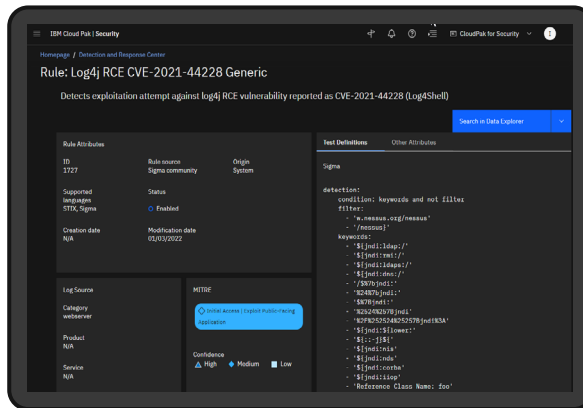 IBM Cloud Pak | Security
CloudPak for Security
Homepage / Detection and Response Center
Rule: Log4j RCE CVE-2021-44228 Generic
Detects exploitation attempt against log4j RCE vulnerability reported as CVE-2021-44228 (Log4Shell)
Search in Data Explorer
Rule Attributes
ID
1727
Rule source
Sigma community
Origin
System
Supported
languages
STIX, Sigma
Status
Enabled
Creation date
N/A
Modification date
01/03/2022
Log Source
Category
webserver
Product
N/A
Service
N/A
MITRE
Initial Access | Exploit Public-Facing
Application
Confidence
High Medium Low
Test Definitions Other Attributes
Sigma
detection:
condition: keywords and not filter
filter:
- 'w.nessus.org/nessus'
- '/nessus}'
keywords:
- '${jndi:ldap:/'
- '${jndi:rmi:/'
- '${jndi:ldaps:/'
- '${jndi:dns:/'
- '/$%7bjndi:'
- '%24%7bjndi:'
- '$%7Bjndi:'
- '%2524%257Bjndi'
- '%2F%252524%25257Bjndi%3A'
- '${jndi:${lower:'
- '${::-j}${'
- '${jndi:nis'
- '${jndi:nds'
- '${jndi:corba'
- '${jndi:iiop'
- 'Reference Class Name: foo'